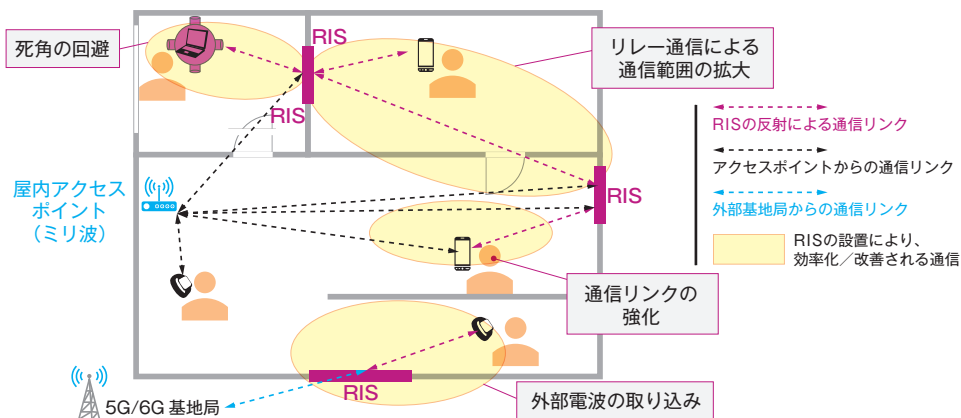 死角の回避
RIS
RIS
リレー通信による
通信範囲の拡大
RISの反射による通信リンク
アクセスポイントからの通信リンク
外部基地局からの通信リンク
RISの設置により、
効率化／改善される通信
屋内アクセス
ポイント
（ミリ波）
RIS
通信リンクの
強化
RIS
5G/6G 基地局
外部電波の取り込み